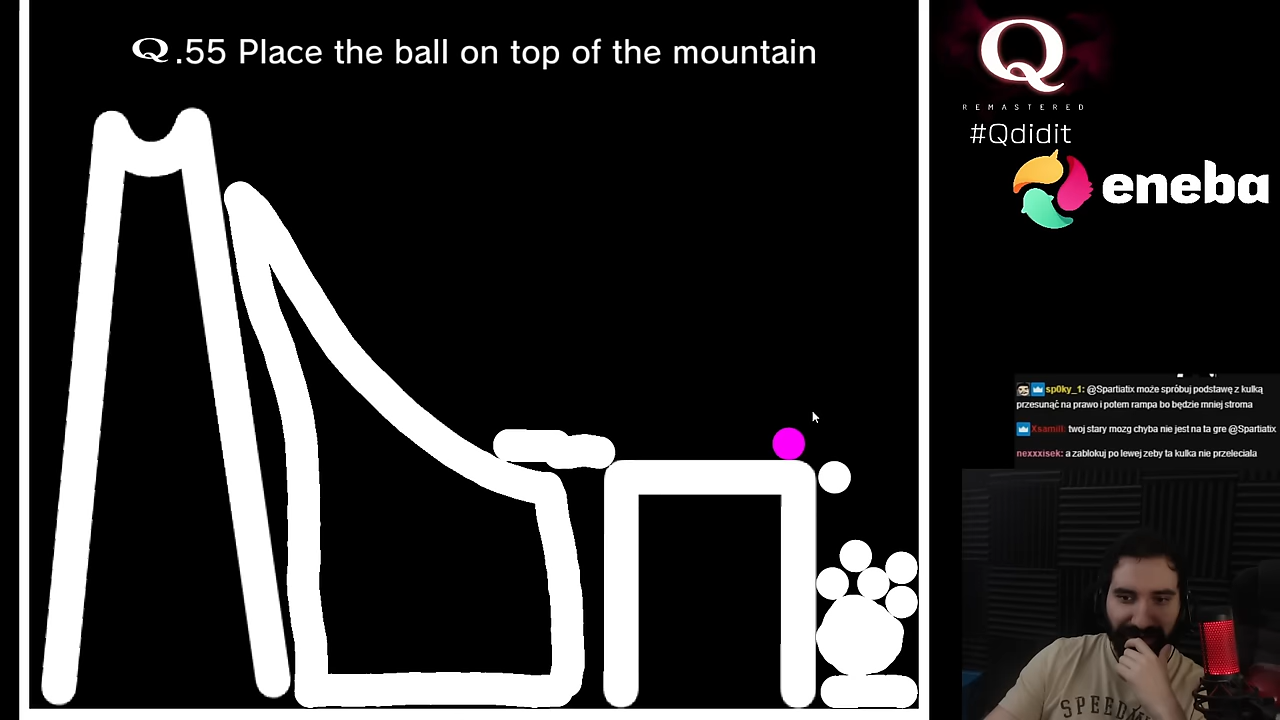 Q.55 Place the ball on top of the mountain
Q
REMASTERED
#Qdidit
eneba
sp0ky_1: @Spartiatix może spróbuj podstawę z kulką
przesunąć na prawo i potem rampa bo będzie mniej stroma
Xsamill: twoj stary mozg chyba nie jest na ta gre @Spartiatix
nexxxisek: a zablokuj po lewej zeby ta kulka nie przeleciala